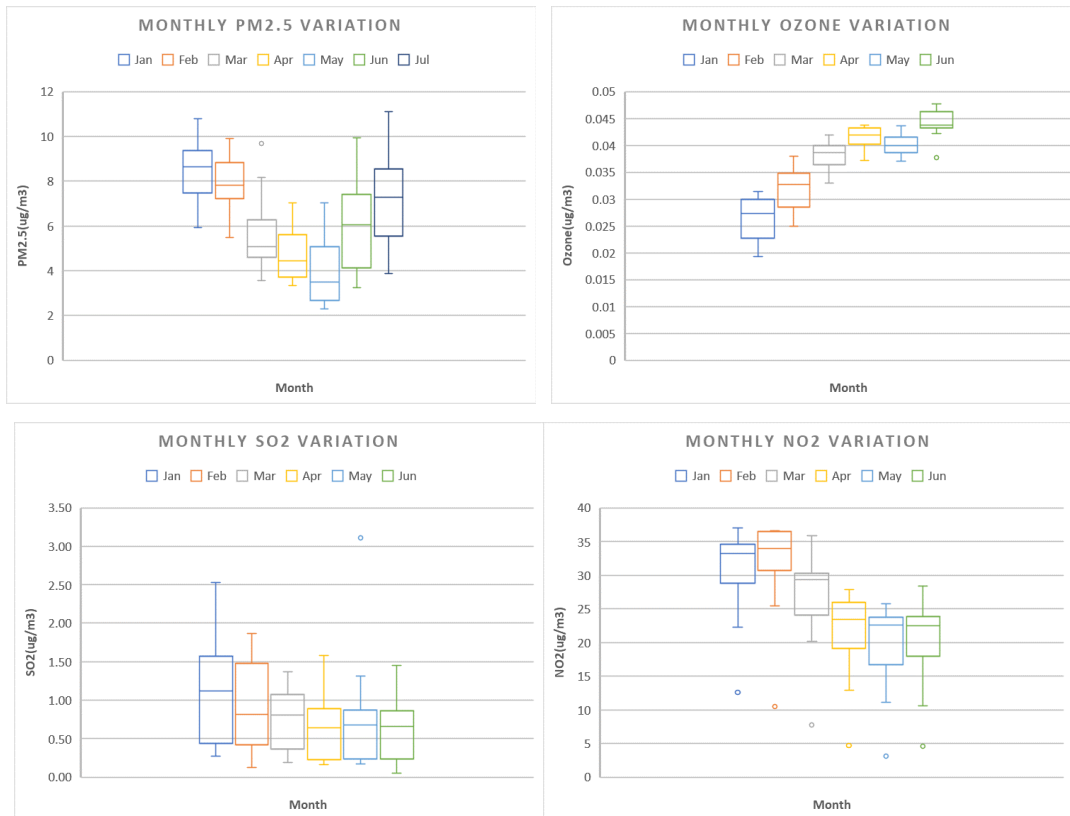 MONTHLY PM2.5 VARIATION
Jan Feb Mar Apr May Jun Jul
12
10
8
6
4
2
0
PM2.5(ug/m3)
Month
MONTHLY OZONE VARIATION
Jan Feb Mar Apr May Jun
0.05
0.045
0.04
0.035
0.03
0.025
0.02
0.015
0.01
0.005
0
Ozone(ug/m3)
Month
MONTHLY SO2 VARIATION
Jan Feb Mar Apr May Jun
3.50
3.00
2.50
2.00
1.50
1.00
0.50
0.00
SO2(ug/m3)
Month
MONTHLY NO2 VARIATION
Jan Feb Mar Apr May Jun
40
35
30
25
20
15
10
5
0
NO2(ug/m3)
Month